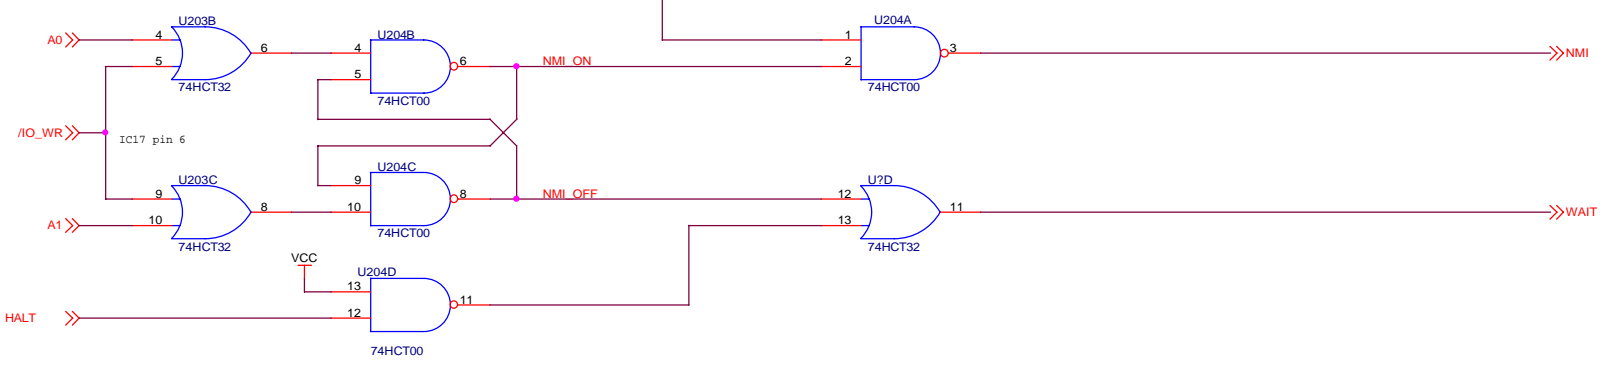 U203B
A0
4
5
6
74HCT32
U204B
4
5
6
74HCT00
NMI_ON
U204A
1
2
3
74HCT00
NMI
/IO_WR
IC17 pin 6
U203C
9
10
8
74HCT32
A1
U204C
9
10
8
74HCT00
NMI_OFF
U?D
12
13
11
74HCT32
WAIT
VCC
U204D
13
12
11
74HCT00
HALT